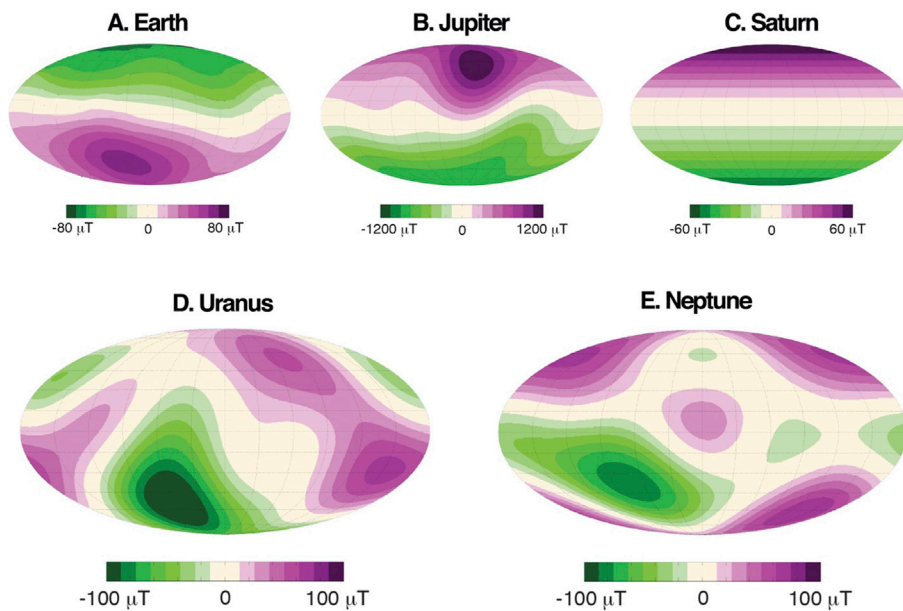 A. Earth
B. Jupiter
C. Saturn
-80 μT 0 80 μT
-1200 μT 0 1200 μT
-60 μT 0 60 μT
D. Uranus
E. Neptune
-100 μT 0 100 μT
-100 μT 0 100 μT